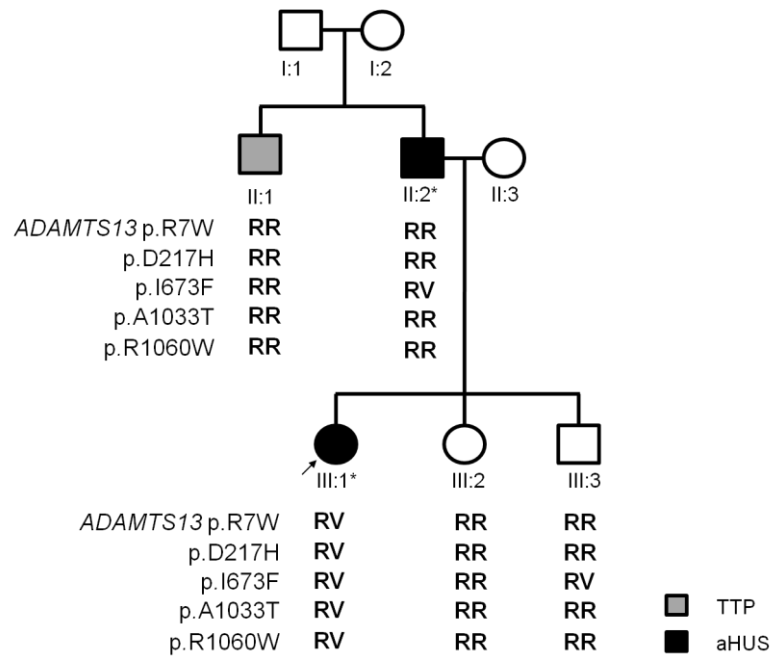 I:1 I:2
II:1 II:2* II:3
ADAMTS13 p.R7W RR RR
p.D217H RR RR
p.I673F RR RV
p.A1033T RR RR
p.R1060W RR RR
III:1* III:2 III:3
ADAMTS13 p.R7W RV RR RR
p.D217H RV RR RR
p.I673F RV RR RV
p.A1033T RV RR RR
p.R1060W RV RR RR
TTP
aHUS